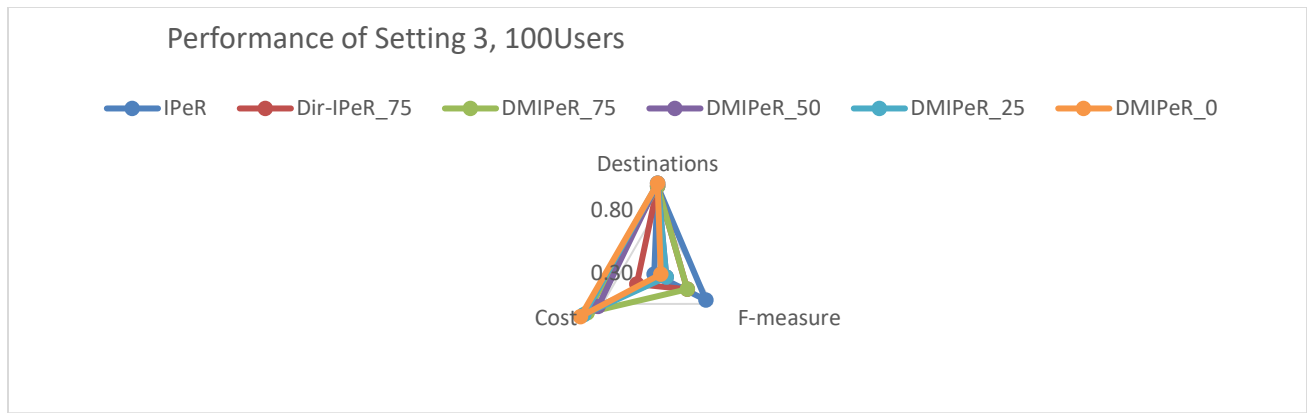 Performance of Setting 3, 100Users
IPeR Dir-IPeR_75 DMIPeR_75 DMIPeR_50 DMIPeR_25 DMIPeR_0
Destinations
0.80
0.30
Cost
F-measure